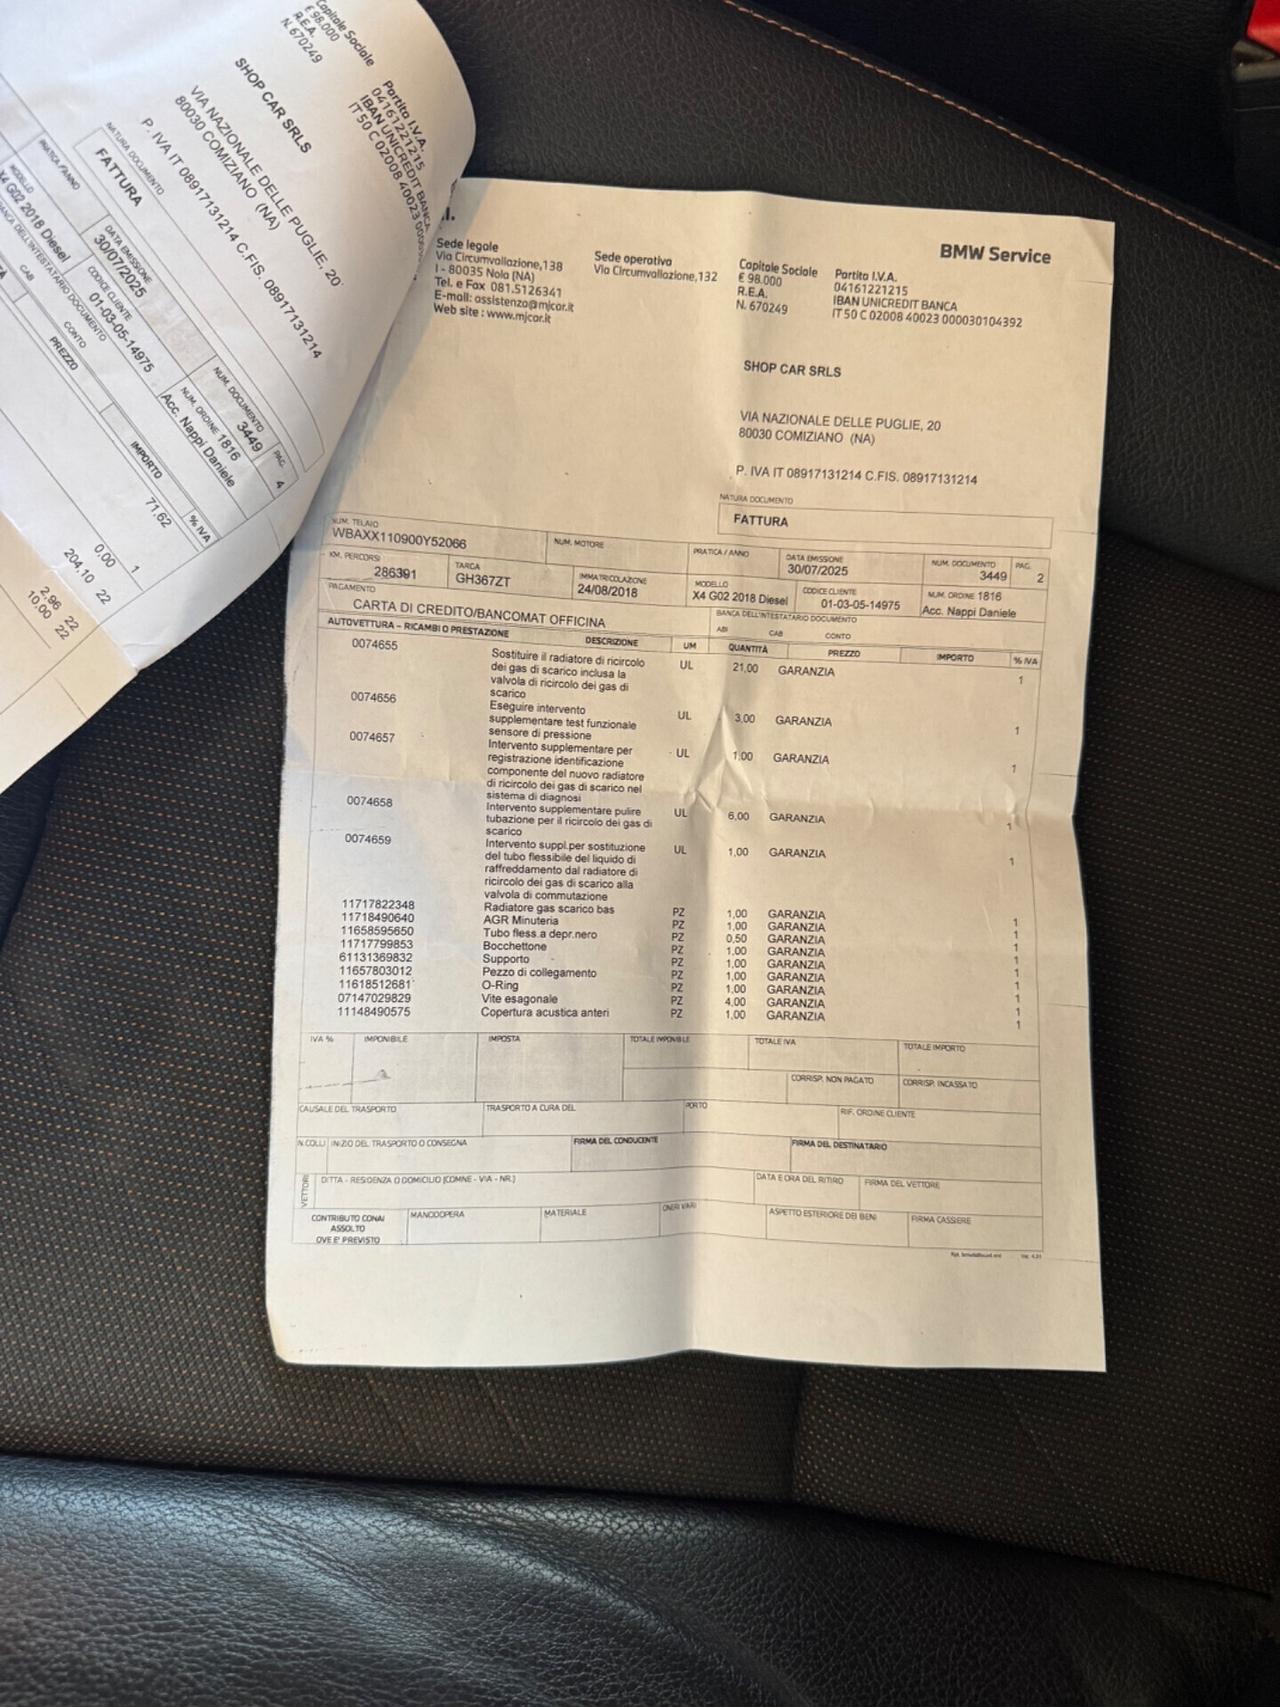 Capitale Sociale
€ 98.000
R.E.A.
N. 670249
Partita I.V.A.
04161221215
IBAN UNICREDIT BANCA
IT 50 C 02008 40023
SHOP CAR SRLS
VIA NAZIONALE DELLE PUGLIE, 20
80030 COMIZIANO (NA)
P. IVA IT 08917131214 C.FIS. 08917131214
NATURA DOCUMENTO
FATTURA
PRATICA/ANNO
DATA EMISSIONE
30/07/2025
NUM. DOCUMENTO
3449
PAG.
4
MODELLO
X4 G02 2018 Diesel
CODICE CLIENTE
01-03-05-14975
NUM. ORDINE 1816
Acc. Nappi Daniele
BANCA DELL'INTESTATARIO DOCUMENTO
CAB
CONTO
PREZZO
IMPORTO
% IVA
71,62
0,00 1
204,10 22
2,96 22
10,00 22
BMW Service
Sede legale
Via Circumvallazione,138
I - 80035 Nola (NA)
Tel. e Fax 081.5126341
E-mail: assistenza@mjcar.it
Web site : www.mjcar.it
Sede operativa
Via Circumvallazione,132
Capitale Sociale
€ 98.000
R.E.A.
N. 670249
Partita I.V.A.
04161221215
IBAN UNICREDIT BANCA
IT 50 C 02008 40023 000030104392
SHOP CAR SRLS
VIA NAZIONALE DELLE PUGLIE, 20
80030 COMIZIANO (NA)
P. IVA IT 08917131214 C.FIS. 08917131214
NATURA DOCUMENTO
FATTURA
NUM. TELAIO
WBAXX110900Y52066
NUM. MOTORE
PRATICA / ANNO
DATA EMISSIONE
30/07/2025
NUM. DOCUMENTO
3449
PAG.
2
KM. PERCORSI
286391
TARGA
GH367ZT
IMMATRICOLAZIONE
24/08/2018
MODELLO
X4 G02 2018 Diesel
CODICE CLIENTE
01-03-05-14975
NUM. ORDINE 1816
Acc. Nappi Daniele
PAGAMENTO
CARTA DI CREDITO/BANCOMAT OFFICINA
BANCA DELL'INTESTATARIO DOCUMENTO
ABI CAB CONTO
AUTOVETTURA - RICAMBI O PRESTAZIONE DESCRIZIONE UM QUANTITÀ PREZZO IMPORTO % IVA
0074655 Sostituire il radiatore di ricircolo UL 21,00 GARANZIA 1
dei gas di scarico inclusa la
valvola di ricircolo dei gas di
scarico
0074656 Eseguire intervento UL 3,00 GARANZIA 1
supplementare test funzionale
sensore di pressione
0074657 Intervento supplementare per UL 1,00 GARANZIA 1
registrazione identificazione
componente del nuovo radiatore
di ricircolo dei gas di scarico nel
sistema di diagnosi
0074658 Intervento supplementare pulire UL 6,00 GARANZIA 1
tubazione per il ricircolo dei gas di
scarico
0074659 Intervento suppl.per sostituzione UL 1,00 GARANZIA 1
del tubo flessibile del liquido di
raffreddamento dal radiatore di
ricircolo dei gas di scarico alla
valvola di commutazione
11717822348 Radiatore gas scarico bas PZ 1,00 GARANZIA 1
11718490640 AGR Minuteria PZ 1,00 GARANZIA 1
11658595650 Tubo fless.a depr.nero PZ 0,50 GARANZIA 1
11717799853 Bocchettone PZ 1,00 GARANZIA 1
61131369832 Supporto PZ 1,00 GARANZIA 1
11657803012 Pezzo di collegamento PZ 1,00 GARANZIA 1
11618512681 O-Ring PZ 1,00 GARANZIA 1
07147029829 Vite esagonale PZ 4,00 GARANZIA 1
11148490575 Copertura acustica anteri PZ 1,00 GARANZIA 1
IVA % IMPONIBILE IMPOSTA TOTALE IMPONIBILE TOTALE IVA TOTALE IMPORTO
CORRISP. NON PAGATO CORRISP. INCASSATO
CAUSALE DEL TRASPORTO TRASPORTO A CURA DEL PORTO RIF. ORDINE CLIENTE
N.COLLI INIZIO DEL TRASPORTO O CONSEGNA FIRMA DEL CONDUCENTE FIRMA DEL DESTINATARIO
VETTORI DITTA - RESIDENZA O DOMICILIO (COMNE - VIA - NR.) DATA E ORA DEL RITIRO FIRMA DEL VETTORE
CONTRIBUTO CONAI
ASSOLTO
OVE E' PREVISTO
MANODOPERA MATERIALE ONERI VARI ASPETTO ESTERIORE DEI BENI FIRMA CASSIERE